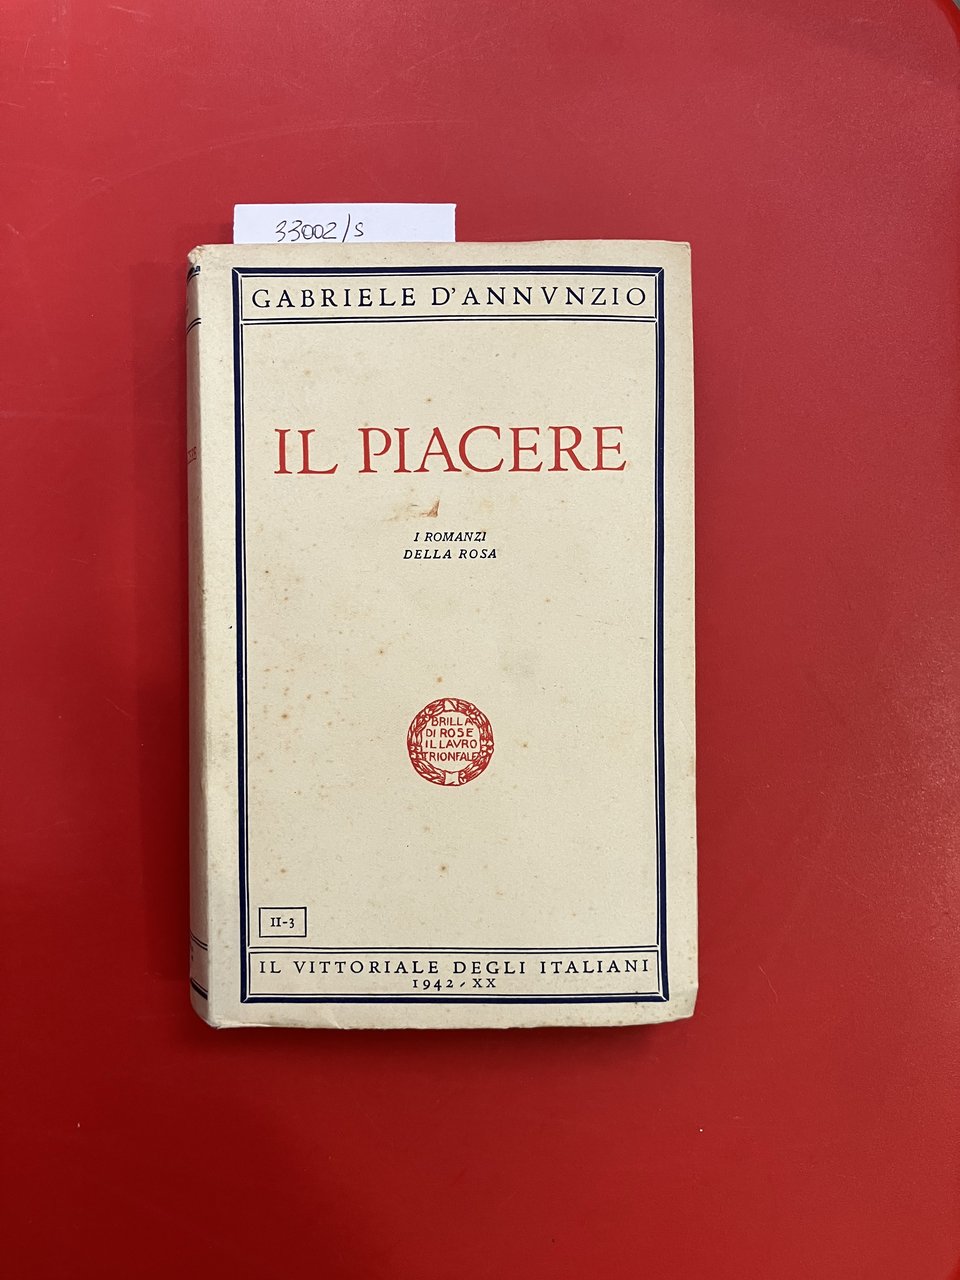 33002/s
GABRIELE D'ANNVNZIO
IL PIACERE
I ROMANZI
DELLA ROSA
BRILLA
DI ROSE
IL LAVRO
TRIONFALE
II-3
IL VITTORIALE DEGLI ITALIANI
1942-XX